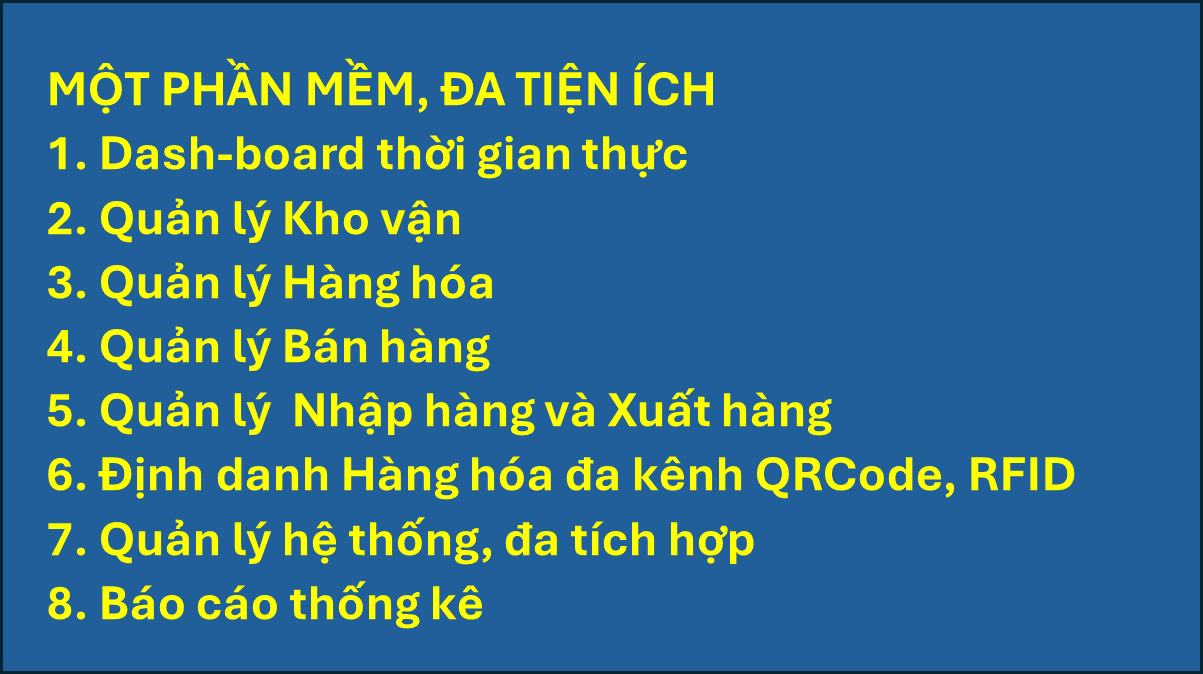 MỘT PHẦN MỀM, ĐA TIỆN ÍCH
1. Dash-board thời gian thực
2. Quản lý Kho vận
3. Quản lý Hàng hóa
4. Quản lý Bán hàng
5. Quản lý  Nhập hàng và Xuất hàng
6. Định danh Hàng hóa đa kênh QRCode, RFID
7. Quản lý hệ thống, đa tích hợp
8. Báo cáo thống kê